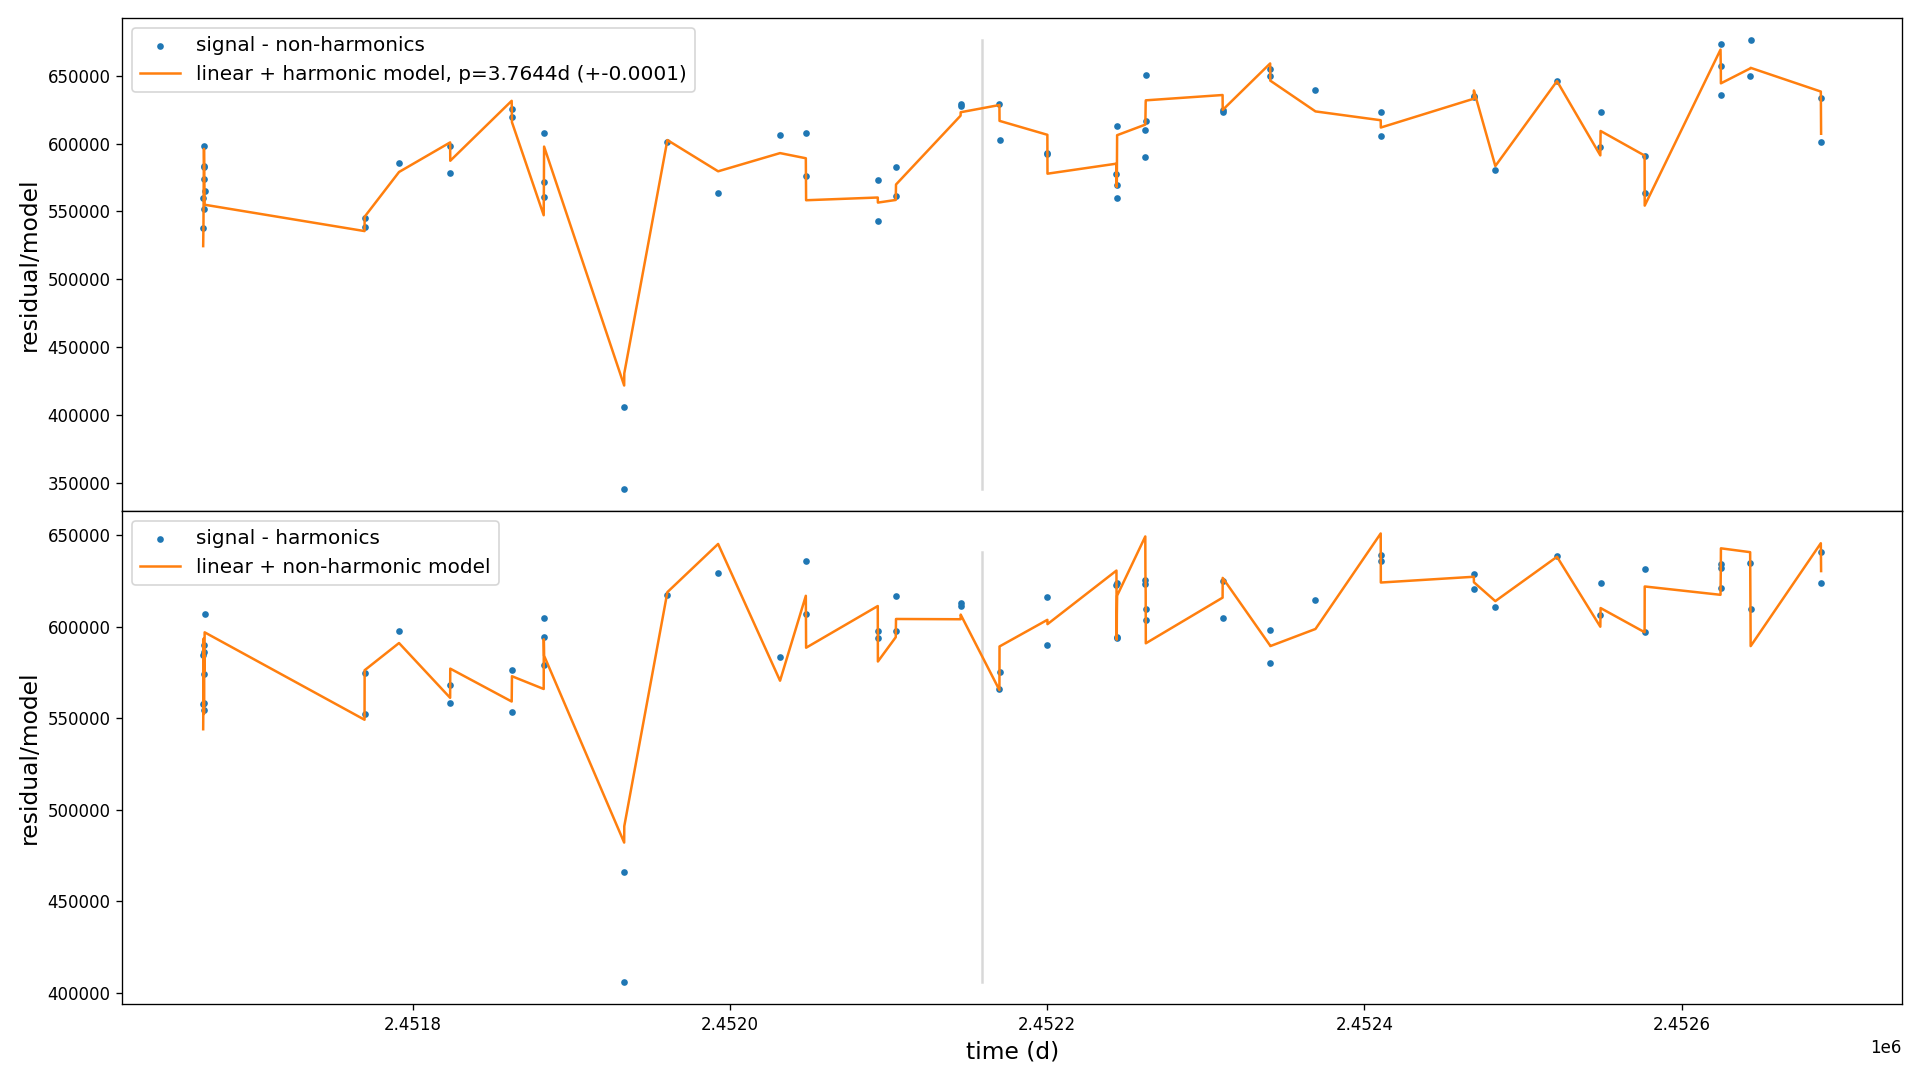 signal - non-harmonics
linear + harmonic model, p=3.7644d (+-0.0001)
650000
600000
550000
500000
450000
400000
350000
residual/model
signal - harmonics
linear + non-harmonic model
650000
600000
550000
500000
450000
400000
residual/model
2.4518
2.4520
2.4522
2.4524
2.4526
time (d)
1e6